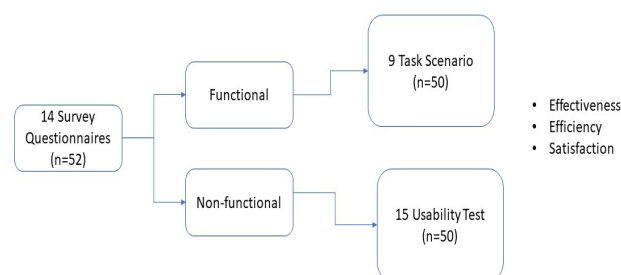 14 Survey
Questionnaires
(n=52)
Functional
Non-functional
9 Task Scenario
(n=50)
15 Usability Test
(n=50)
• Effectiveness
• Efficiency
• Satisfaction